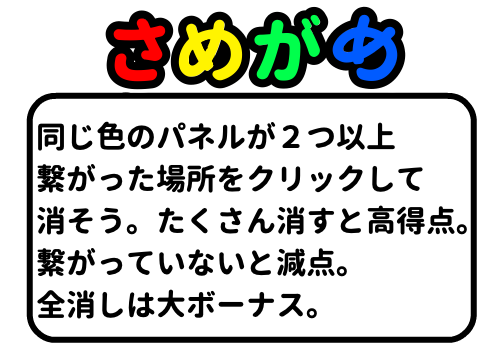 さめがめ
同じ色のパネルが２つ以上
繋がった場所をクリックして
消そう。たくさん消すと高得点。
繋がっていないと減点。
全消しは大ボーナス。